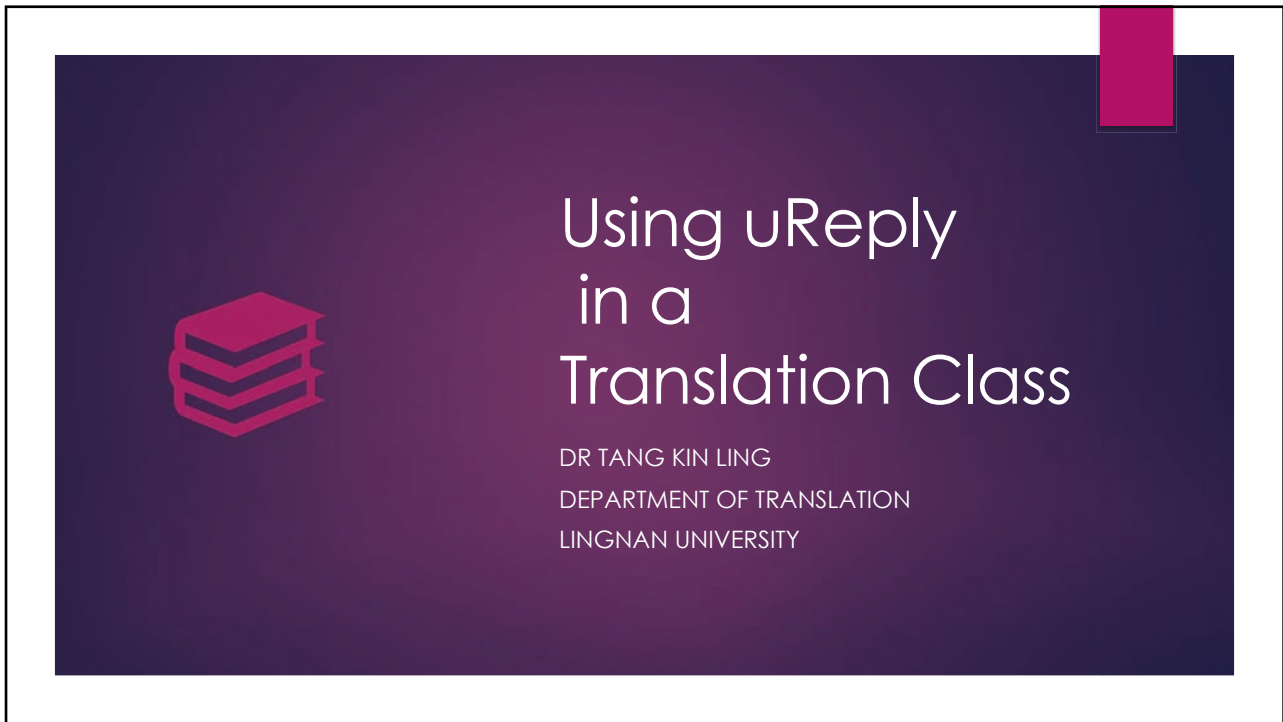 Using uReply
in a
Translation Class
DR TANG KIN LING
DEPARTMENT OF TRANSLATION
LINGNAN UNIVERSITY